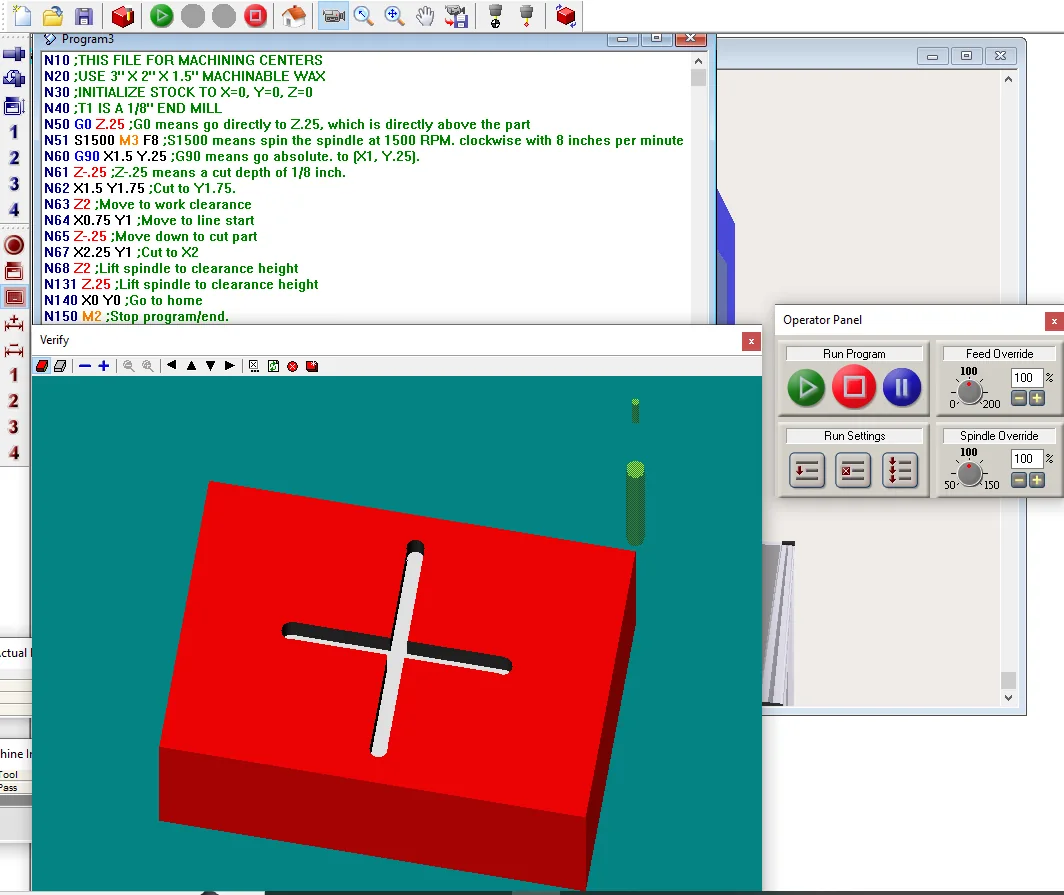 Program3
N10 ;THIS FILE FOR MACHINING CENTERS
N20 ;USE 3" X 2" X 1.5" MACHINABLE WAX
N30 ;INITIALIZE STOCK TO X=0, Y=0, Z=0
N40 ;T1 IS A 1/8" END MILL
N50 G0 Z.25 ;G0 means go directly to Z.25, which is directly above the part
N51 S1500 M3 F8 ;S1500 means spin the spindle at 1500 RPM. clockwise with 8 inches per minute
N60 G90 X1.5 Y.25 ;G90 means go absolute. to (X1, Y.25).
N61 Z-.25 ;Z-.25 means a cut depth of 1/8 inch.
N62 X1.5 Y1.75 ;Cut to Y1.75.
N63 Z2 ;Move to work clearance
N64 X0.75 Y1 ;Move to line start
N65 Z-.25 ;Move down to cut part
N67 X2.25 Y1 ;Cut to X2
N68 Z2 ;Lift spindle to clearance height
N131 Z.25 ;Lift spindle to clearance height
N140 X0 Y0 ;Go to home
N150 M2 ;Stop program/end.
1
2
3
4
1
2
3
4
Verify
x
Operator Panel
x
Run Program
Feed Override
100
0
200
100 %
Run Settings
Spindle Override
100
50
150
100 %
ctual
hine
Tool
Pass